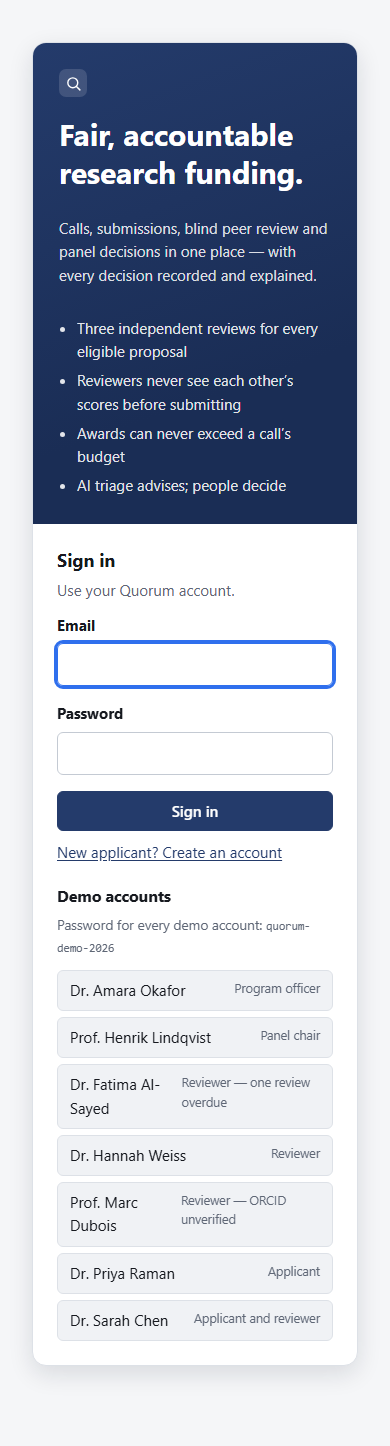 Fair, accountable
research funding.
Calls, submissions, blind peer review and
panel decisions in one place — with
every decision recorded and explained.
• Three independent reviews for every
eligible proposal
• Reviewers never see each other’s
scores before submitting
• Awards can never exceed a call’s
budget
• AI triage advises; people decide
Sign in
Use your Quorum account.
Email
Password
Sign in
New applicant? Create an account
Demo accounts
Password for every demo account: quorum-
demo-2026
Dr. Amara Okafor Program officer
Prof. Henrik Lindqvist Panel chair
Dr. Fatima Al-
Sayed
Reviewer — one review
overdue
Dr. Hannah Weiss Reviewer
Prof. Marc
Dubois
Reviewer — ORCID
unverified
Dr. Priya Raman Applicant
Dr. Sarah Chen Applicant and reviewer